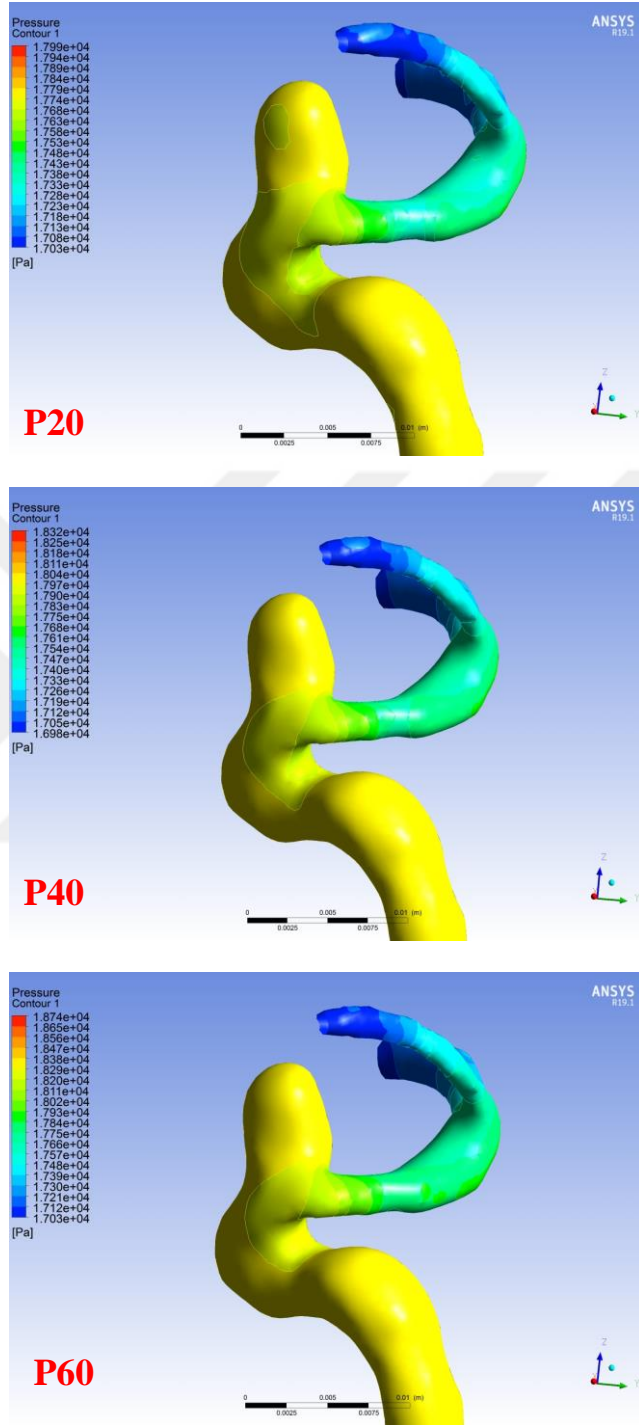 Pressure
Contour 1
1.799e+04
1.794e+04
1.789e+04
1.784e+04
1.779e+04
1.774e+04
1.768e+04
1.763e+04
1.758e+04
1.753e+04
1.748e+04
1.743e+04
1.738e+04
1.733e+04
1.728e+04
1.723e+04
1.718e+04
1.713e+04
1.708e+04
1.703e+04
[Pa]
ANSYS
R19.1
P20
0 0.005 0.01 (m)
0.0025 0.0075
Z
Y
Pressure
Contour 1
1.832e+04
1.825e+04
1.818e+04
1.811e+04
1.804e+04
1.797e+04
1.790e+04
1.783e+04
1.775e+04
1.768e+04
1.761e+04
1.754e+04
1.747e+04
1.740e+04
1.733e+04
1.726e+04
1.719e+04
1.712e+04
1.705e+04
1.698e+04
[Pa]
ANSYS
R19.1
P40
0 0.005 0.01 (m)
0.0025 0.0075
Z
Y
Pressure
Contour 1
1.874e+04
1.865e+04
1.856e+04
1.847e+04
1.838e+04
1.829e+04
1.820e+04
1.811e+04
1.802e+04
1.793e+04
1.784e+04
1.775e+04
1.766e+04
1.757e+04
1.748e+04
1.739e+04
1.730e+04
1.721e+04
1.712e+04
1.703e+04
[Pa]
ANSYS
R19.1
P60
0 0.005 0.01 (m)
0.0025 0.0075
Z
Y